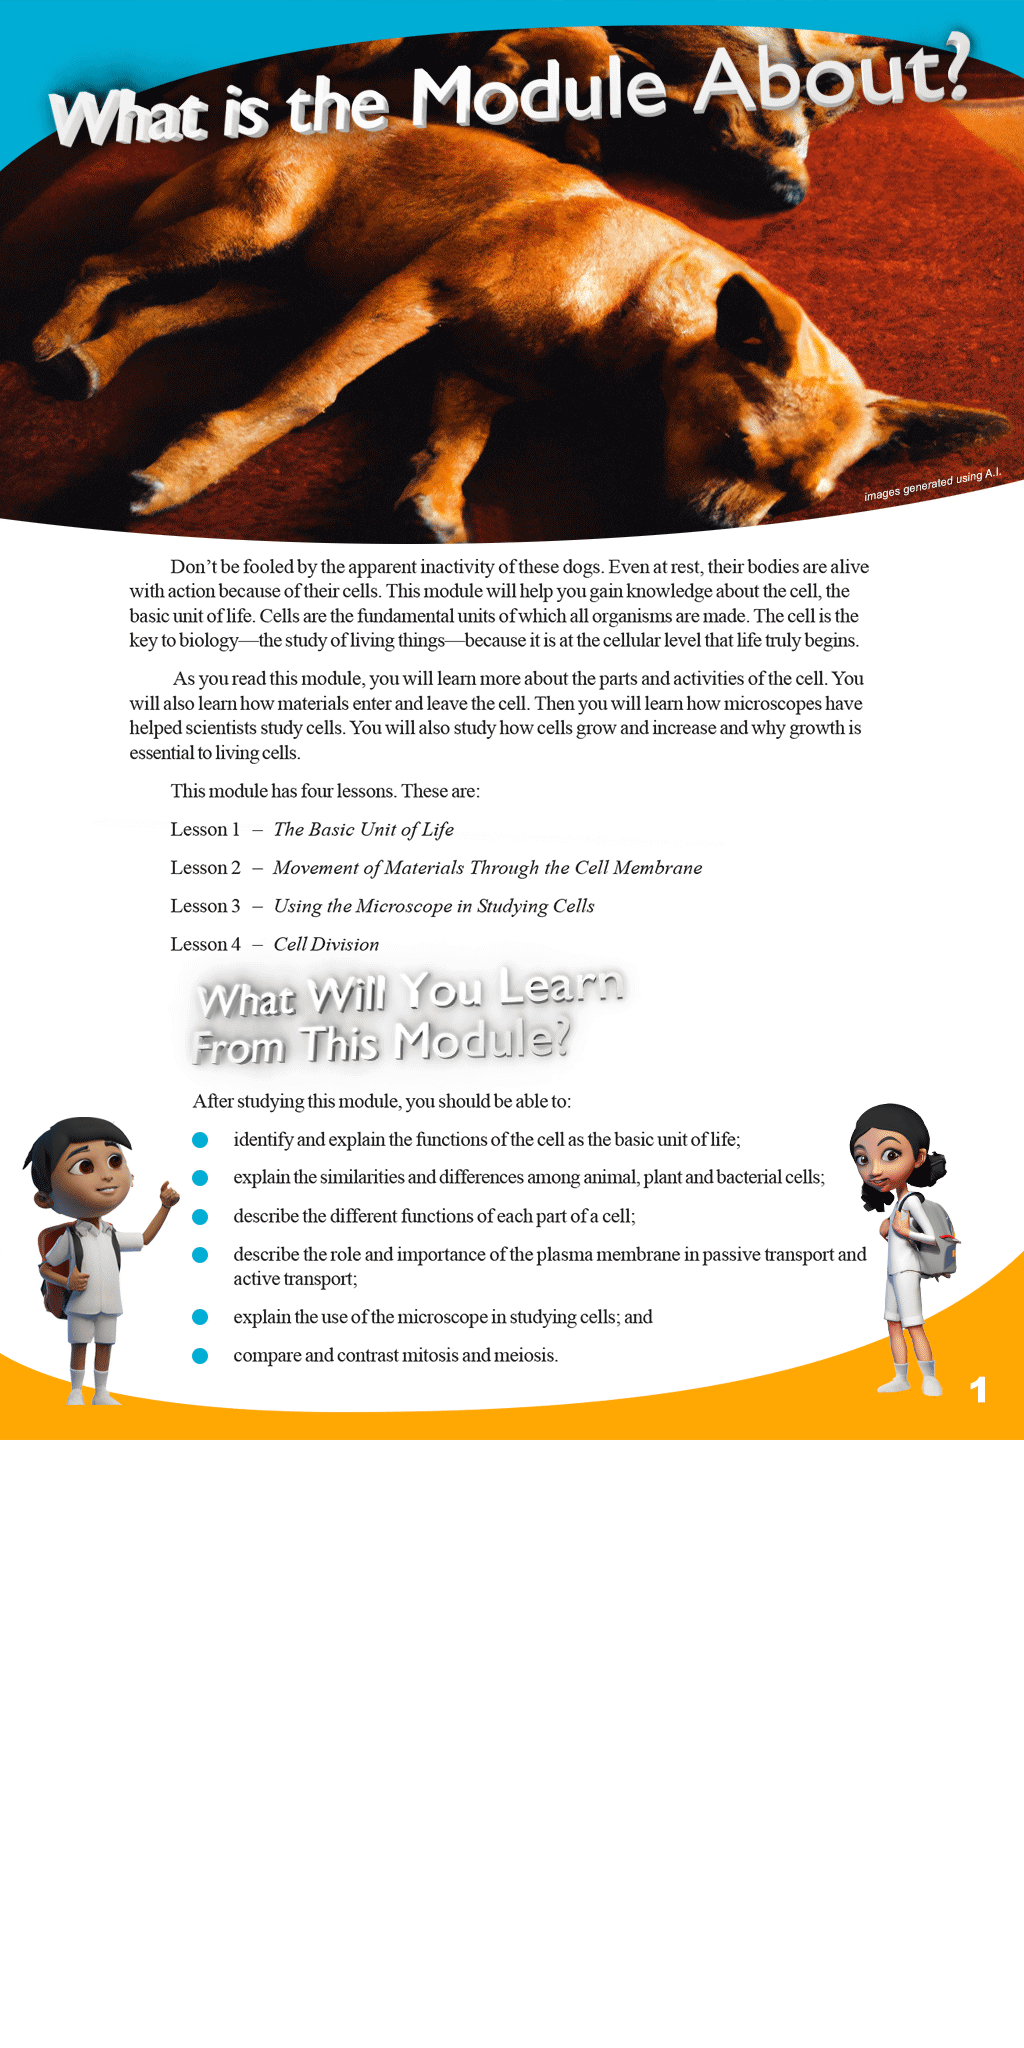 What is the Module About?
images generated using A.I.
Don't be fooled by the apparent inactivity of these dogs. Even at rest, their bodies are alive
with action because of their cells. This module will help you gain knowledge about the cell, the
basic unit of life. Cells are the fundamental units of which all organisms are made. The cell is the
key to biology—the study of living things—because it is at the cellular level that life truly begins.
As you read this module, you will learn more about the parts and activities of the cell. You
will also learn how materials enter and leave the cell. Then you will learn how microscopes have
helped scientists study cells. You will also study how cells grow and increase and why growth is
essential to living cells.
This module has four lessons. These are:
Lesson 1 – The Basic Unit of Life
Lesson 2 – Movement of Materials Through the Cell Membrane
Lesson 3 – Using the Microscope in Studying Cells
Lesson 4 – Cell Division
What Will You Learn
From This Module?
After studying this module, you should be able to:
identify and explain the functions of the cell as the basic unit of life;
explain the similarities and differences among animal, plant and bacterial cells;
describe the different functions of each part of a cell;
describe the role and importance of the plasma membrane in passive transport and
active transport;
explain the use of the microscope in studying cells; and
compare and contrast mitosis and meiosis.
1